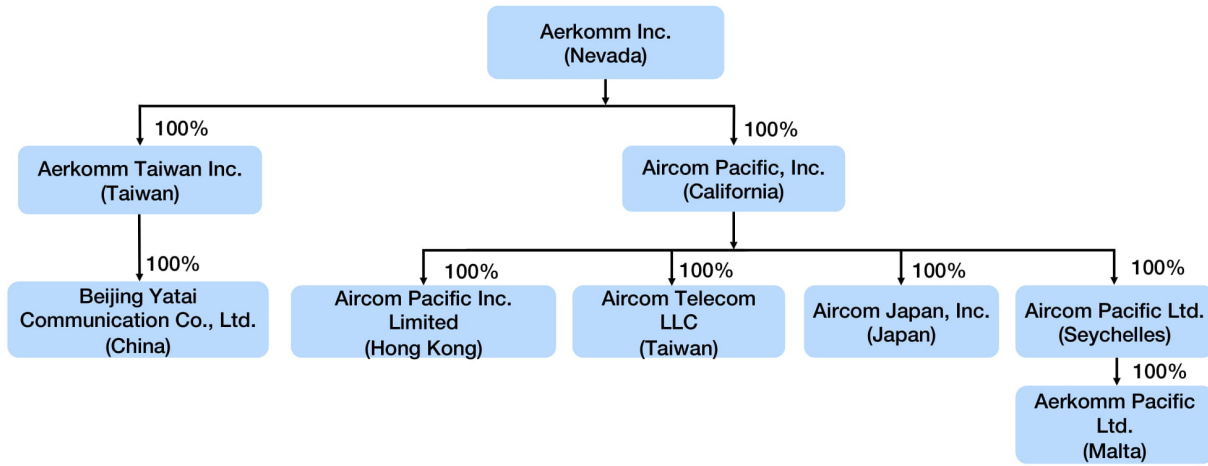 Aerkomm Inc.
(Nevada)
100%
100%
Aerkomm Taiwan Inc.
(Taiwan)
Aircom Pacific, Inc.
(California)
100%
100%
100%
100%
100%
Beijing Yatai
Communication Co., Ltd.
(China)
Aircom Pacific Inc.
Limited
(Hong Kong)
Aircom Telecom
LLC
(Taiwan)
Aircom Japan, Inc.
(Japan)
Aircom Pacific Ltd.
(Seychelles)
100%
Aerkomm Pacific
Ltd.
(Malta)